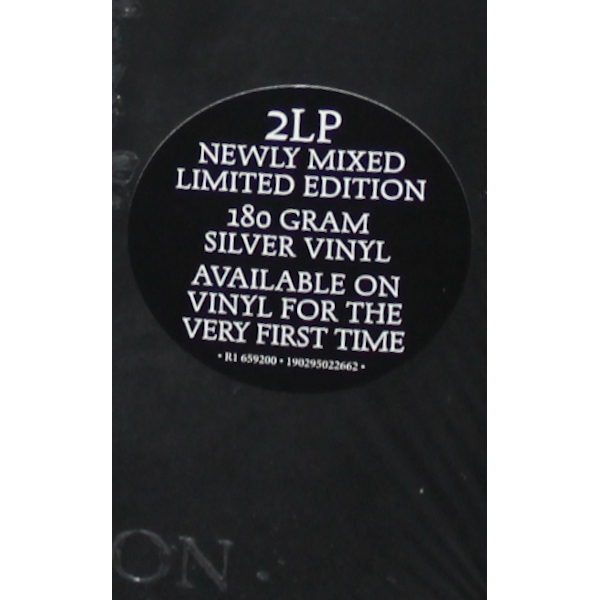 2LP
NEWLY MIXED
LIMITED EDITION
180 GRAM
SILVER VINYL
AVAILABLE ON
VINYL FOR THE
VERY FIRST TIME
• R1 659200 • 190295022662 •
ON